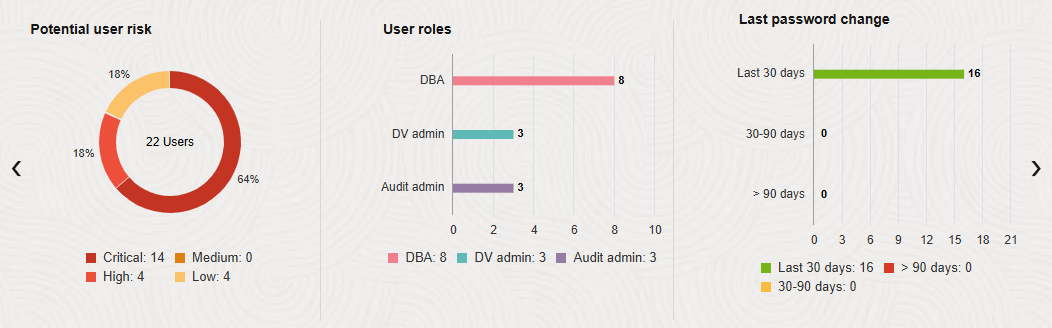 Potential user risk
18%
22 Users
18%
64%
Critical: 14 Medium: 0
High: 4 Low: 4
User roles
DBA 8
DV admin 3
Audit admin 3
0 2 4 6 8 10
DBA: 8 DV admin: 3 Audit admin: 3
Last password change
Last 30 days 16
30-90 days 0
> 90 days 0
0 3 6 9 12 15 18 21
Last 30 days: 16 > 90 days: 0
30-90 days: 0